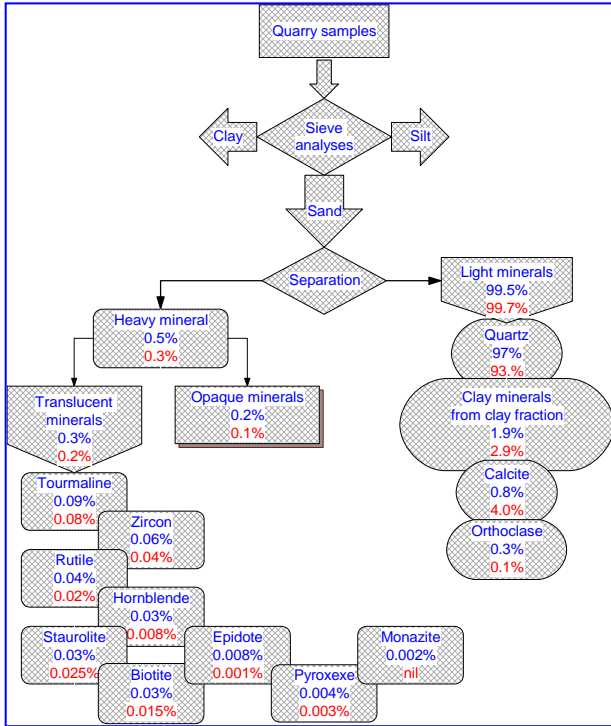 Quarry samples
Clay
Sieve
analyses
Silt
Sand
Separation
Light minerals
99.5%
99.7%
Heavy mineral
0.5%
0.3%
Quartz
97%
93.%
Translucent
minerals
0.3%
0.2%
Opaque minerals
0.2%
0.1%
Clay minerals
from clay fraction
1.9%
2.9%
Calcite
0.8%
4.0%
Orthoclase
0.3%
0.1%
Tourmaline
0.09%
0.08%
Zircon
0.06%
0.04%
Rutile
0.04%
0.02%
Hornblende
0.03%
0.008%
Staurolite
0.03%
0.025%
Biotite
0.03%
0.015%
Epidote
0.008%
0.001%
Pyroxexe
0.004%
0.003%
Monazite
0.002%
nil